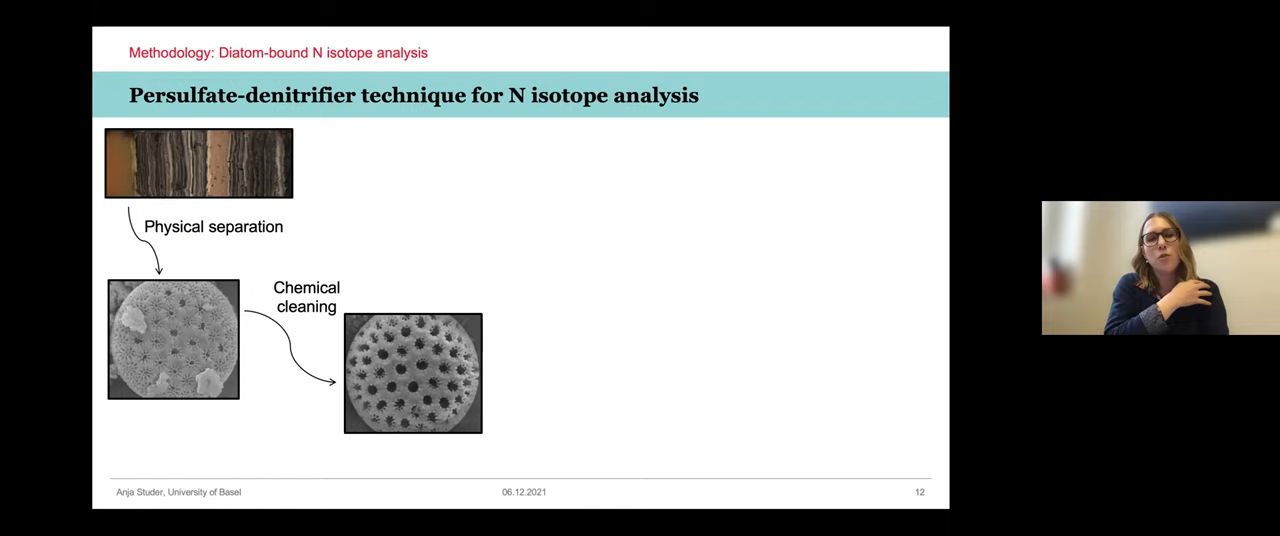 Methodology: Diatom-bound N isotope analysis
Persulfate-denitrifier technique for N isotope analysis
Physical separation
Chemical
cleaning
Anja Studer, University of Basel
06.12.2021
12